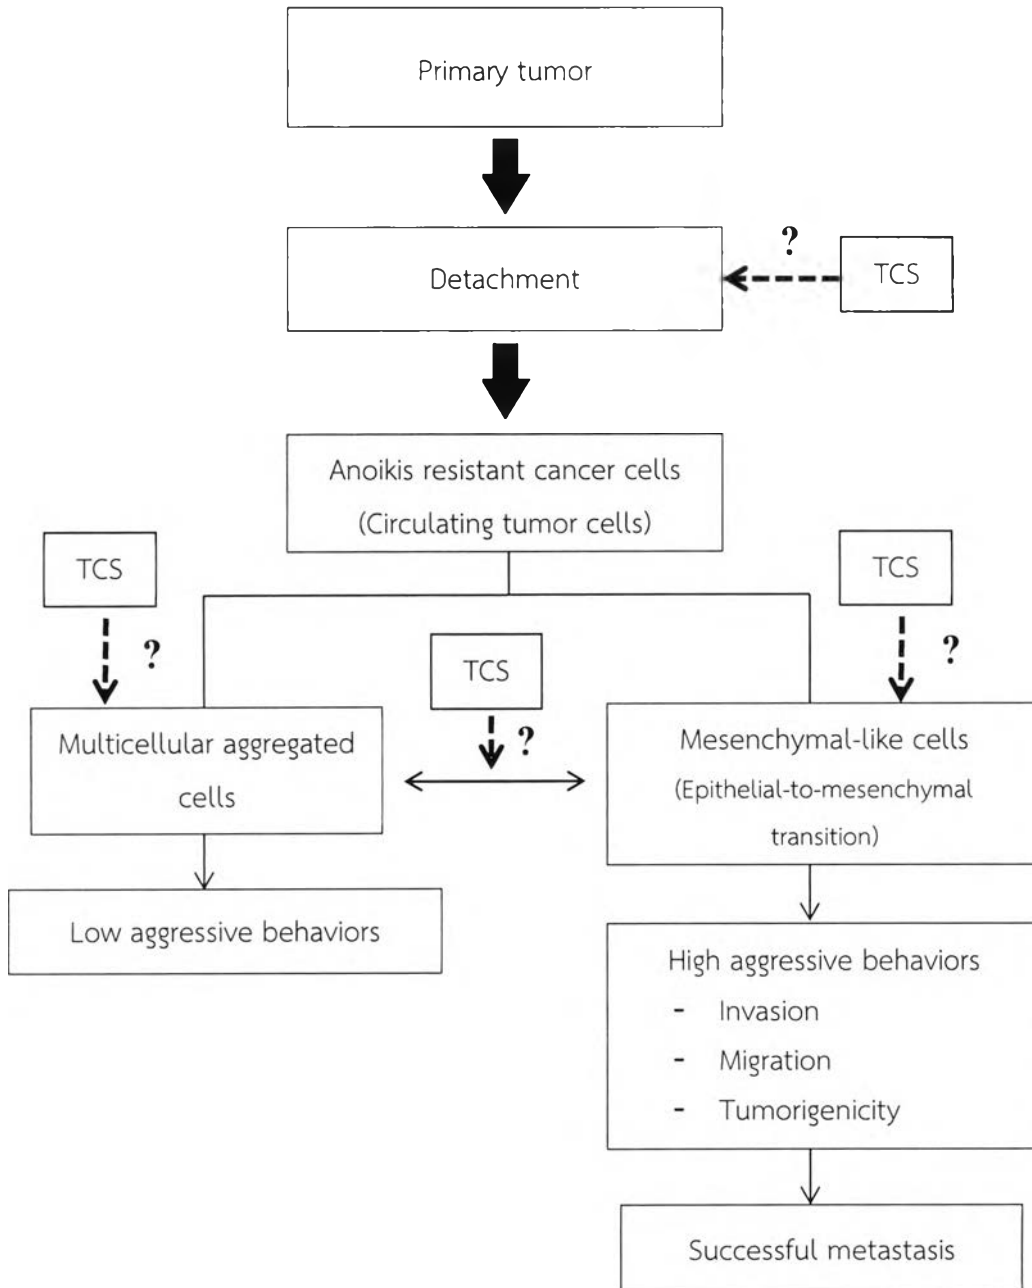 Primary tumor
?
Detachment
TCS
Anoikis resistant cancer cells
(Circulating tumor cells)
TCS
TCS
?
?
TCS
?
Multicellular aggregated
cells
Mesenchymal-like cells
(Epithelial-to-mesenchymal
transition)
Low aggressive behaviors
High aggressive behaviors
- Invasion
- Migration
- Tumorigenicity
Successful metastasis